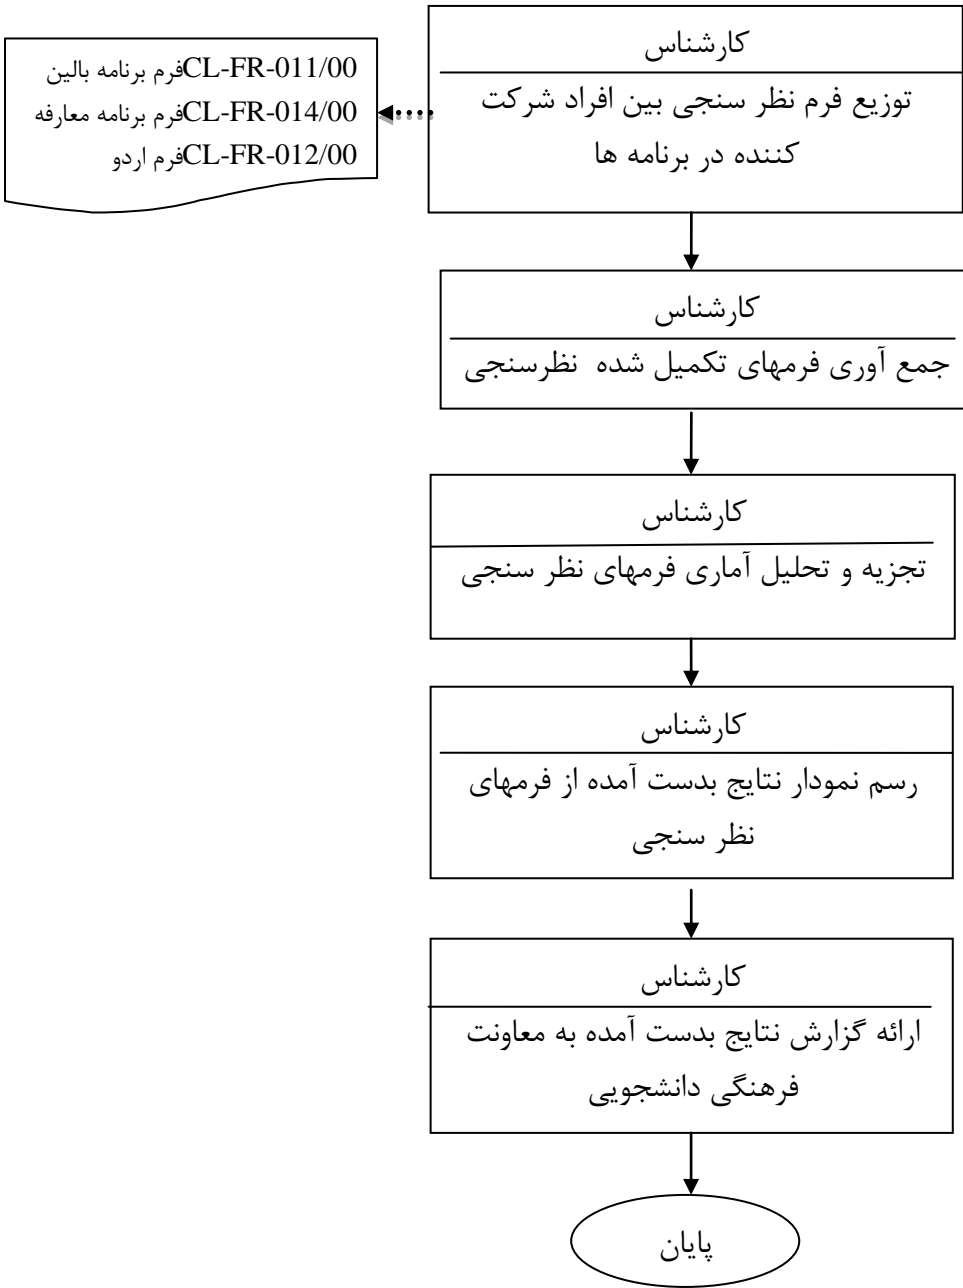 کارشناس
توزیع فرم نظر سنجی بین افراد شرکت
کننده در برنامه ها
CL-FR-011/00فرم برنامه بالین
CL-FR-014/00فرم برنامه معارفه
CL-FR-012/00فرم اردو
کارشناس
جمع آوری فرمهای تکمیل شده نظرسنجی
کارشناس
تجزیه و تحلیل آماری فرمهای نظر سنجی
کارشناس
رسم نمودار نتایج بدست آمده از فرمهای
نظر سنجی
کارشناس
ارائه گزارش نتایج بدست آمده به معاونت
فرهنگی دانشجویی
پایان